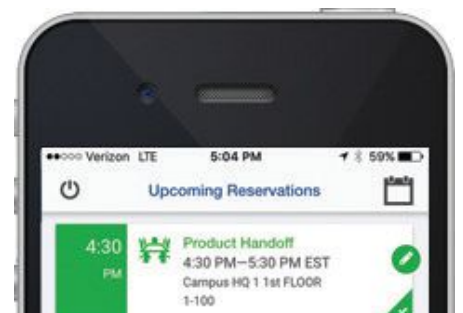 Verizon LTE 5:04 PM 59%
Upcoming Reservations
4:30 Product Handoff
PM 4:30 PM–5:30 PM EST
Campus HQ 1 1st FLOOR
1-100